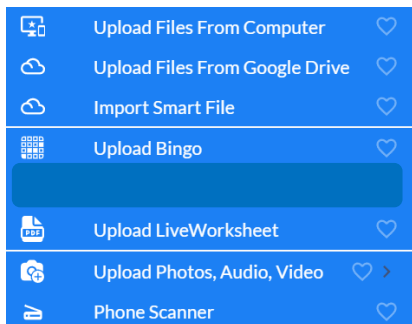 Upload Files From Computer
Upload Files From Google Drive
Import Smart File
Upload Bingo
PDF
Upload LiveWorksheet
Upload Photos, Audio, Video
Phone Scanner